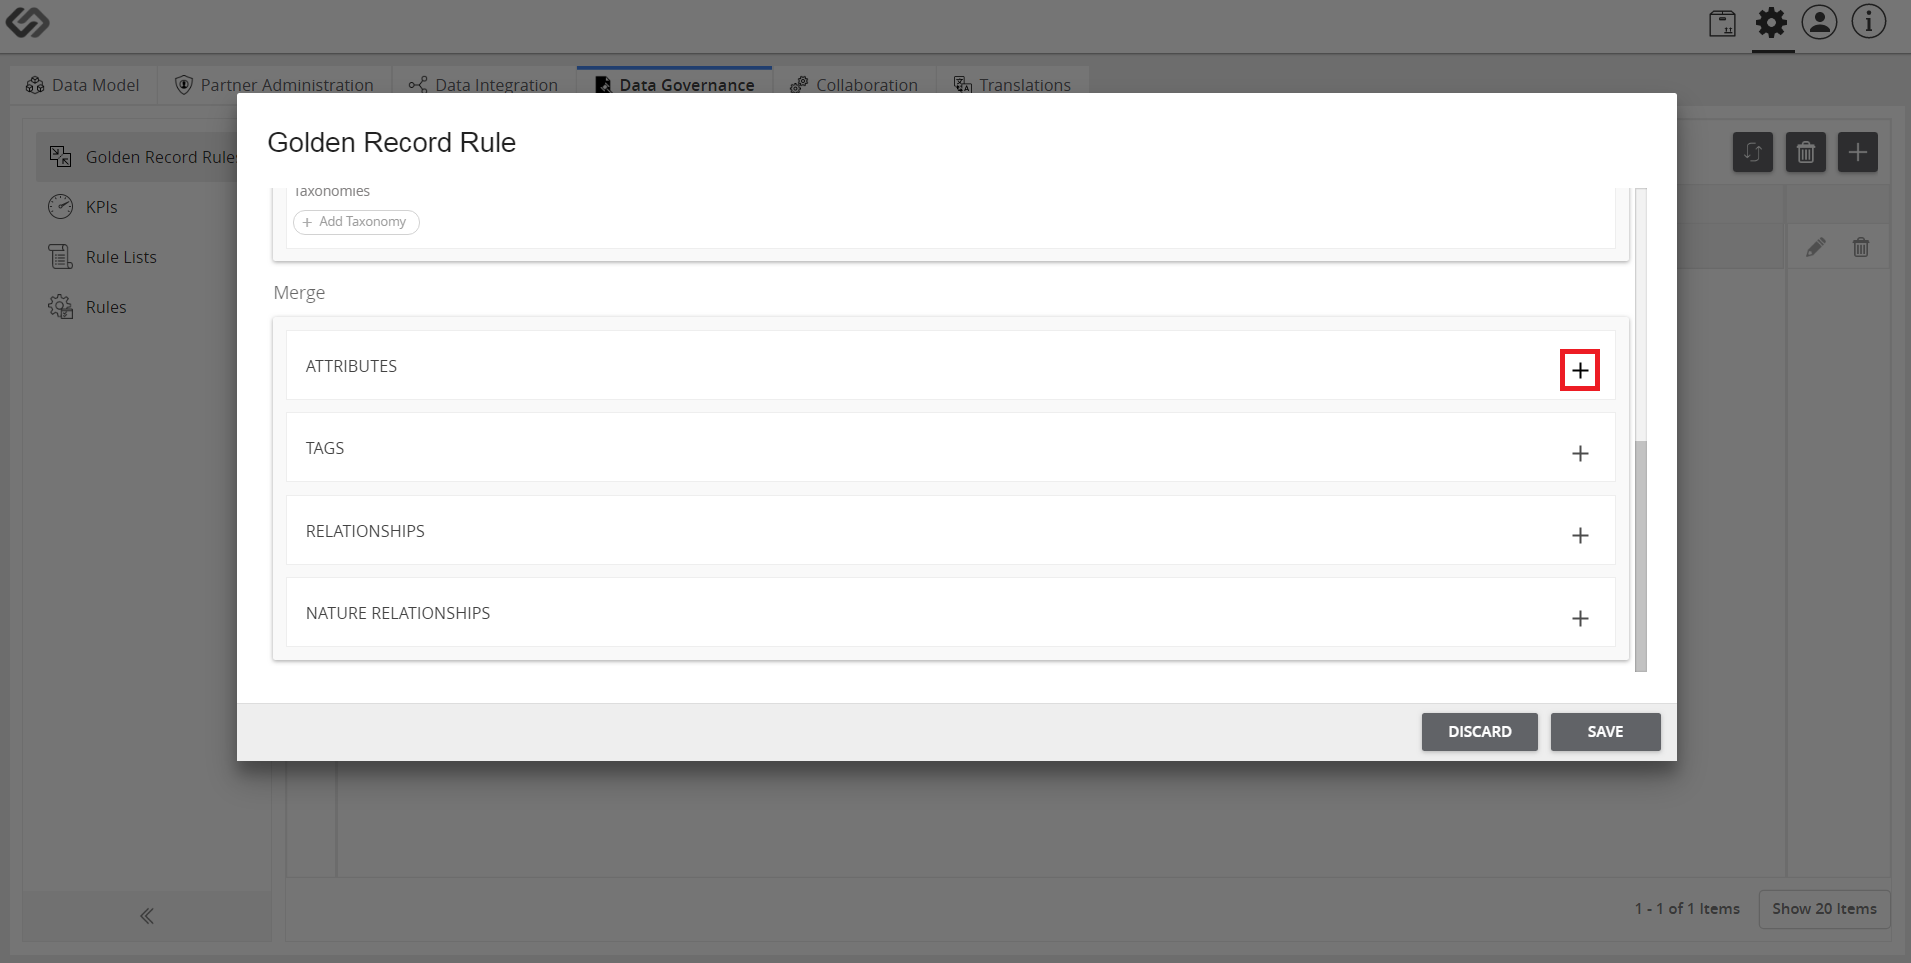 Data Model
Partner Administration
Data Integration
Data Governance
Collaboration
Translations
Golden Record Rule
KPIs
Rule Lists
Rules
Golden Record Rule
Taxonomies
+ Add Taxonomy
Merge
ATTRIBUTES
TAGS
RELATIONSHIPS
NATURE RELATIONSHIPS
DISCARD
SAVE
1 - 1 of 1 Items
Show 20 Items